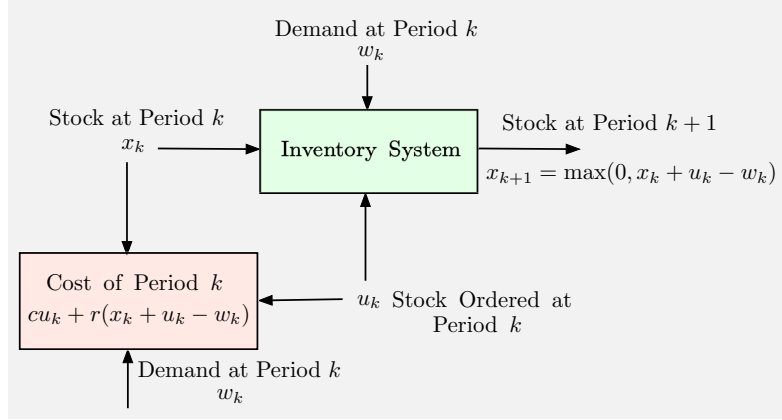 Demand at Period k
w_k
Stock at Period k
x_k
Inventory System
Stock at Period k + 1
x_{k+1} = max(0, x_k + u_k − w_k)
Cost of Period k
cu_k + r(x_k + u_k − w_k)
u_k Stock Ordered at
Period k
Demand at Period k
w_k